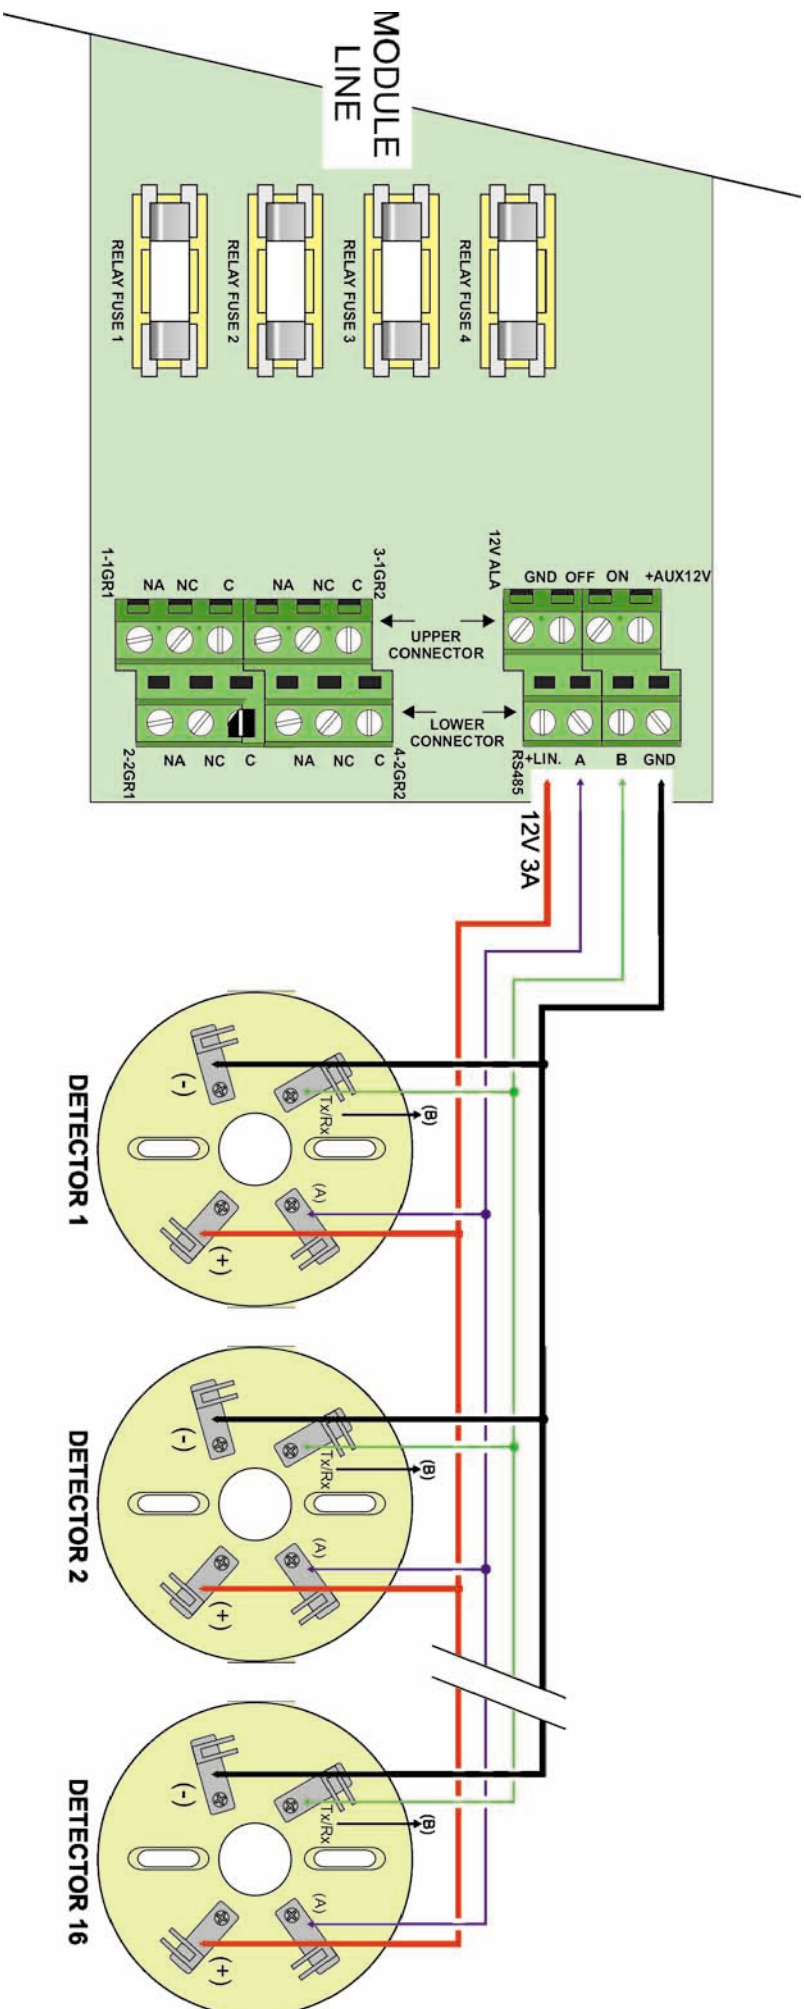 MODULE
LINE
RELAY FUSE 1
RELAY FUSE 2
RELAY FUSE 3
RELAY FUSE 4
1-1GR1
NA NC C NA NC C
3-1GR2
12V ALA
GND OFF ON +AUX12V
UPPER
CONNECTOR
LOWER
CONNECTOR
2-2GR1
NA NC C NA NC C
4-2GR2
RS485
+LIN. A B GND
12V 3A
DETECTOR 1
(-)
Tx/Rx
(B)
(A)
(+)
DETECTOR 2
(-)
Tx/Rx
(B)
(A)
(+)
DETECTOR 16
(-)
Tx/Rx
(B)
(A)
(+)